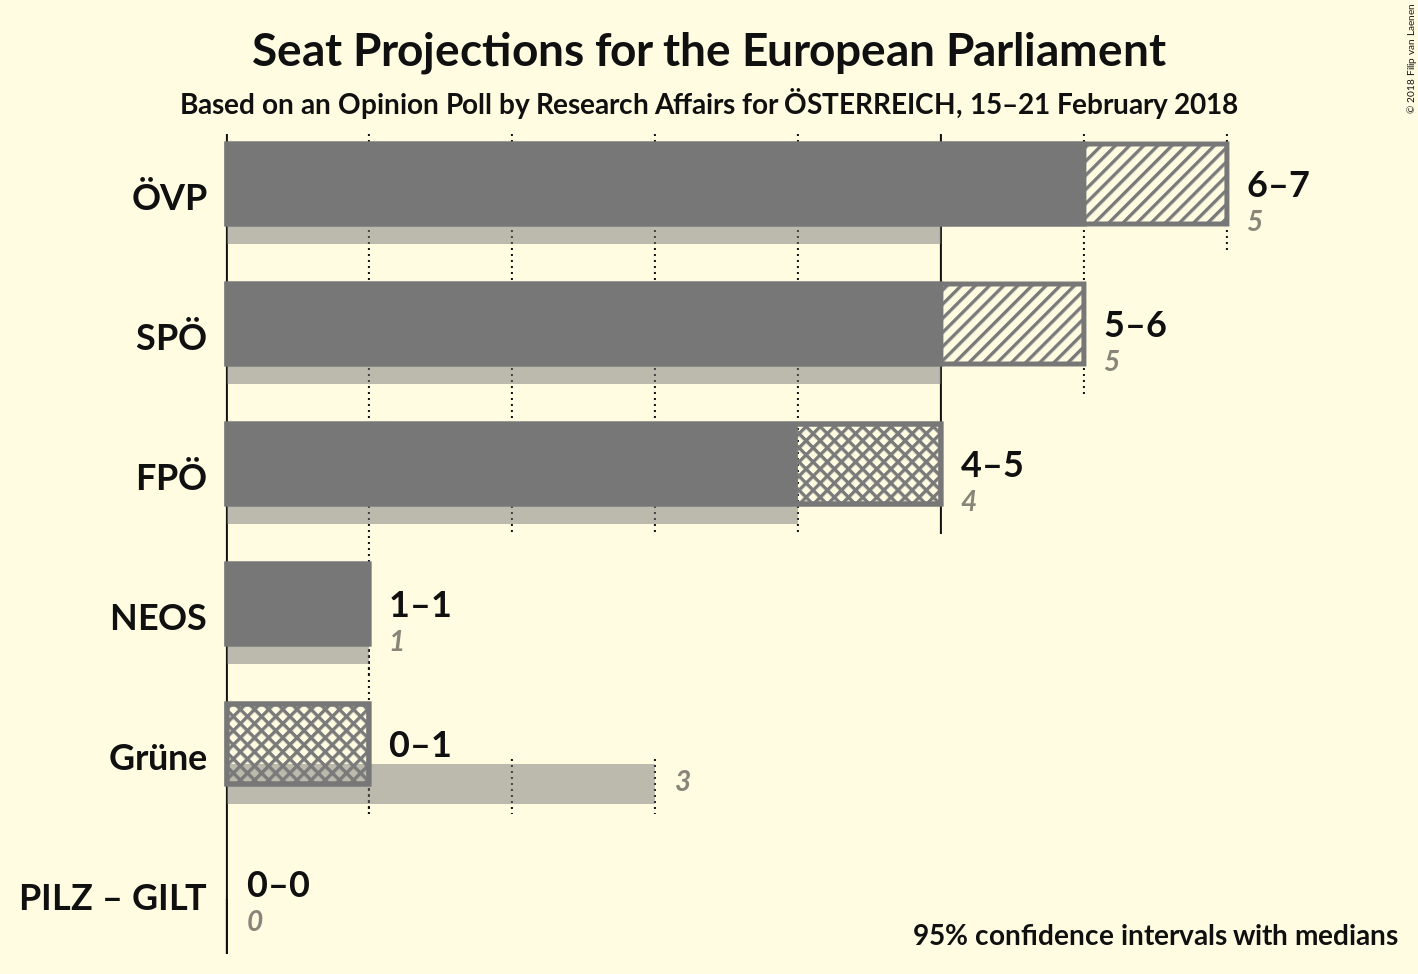 Seat Projections for the European Parliament
Based on an Opinion Poll by Research Affairs for ÖSTERREICH, 15–21 February 2018
© 2018 Filip van Laenen
ÖVP
6–7
5
SPÖ
5–6
5
FPÖ
4–5
4
NEOS
1–1
1
Grüne
0–1
3
PILZ – GILT
0–0
0
95% confidence intervals with medians